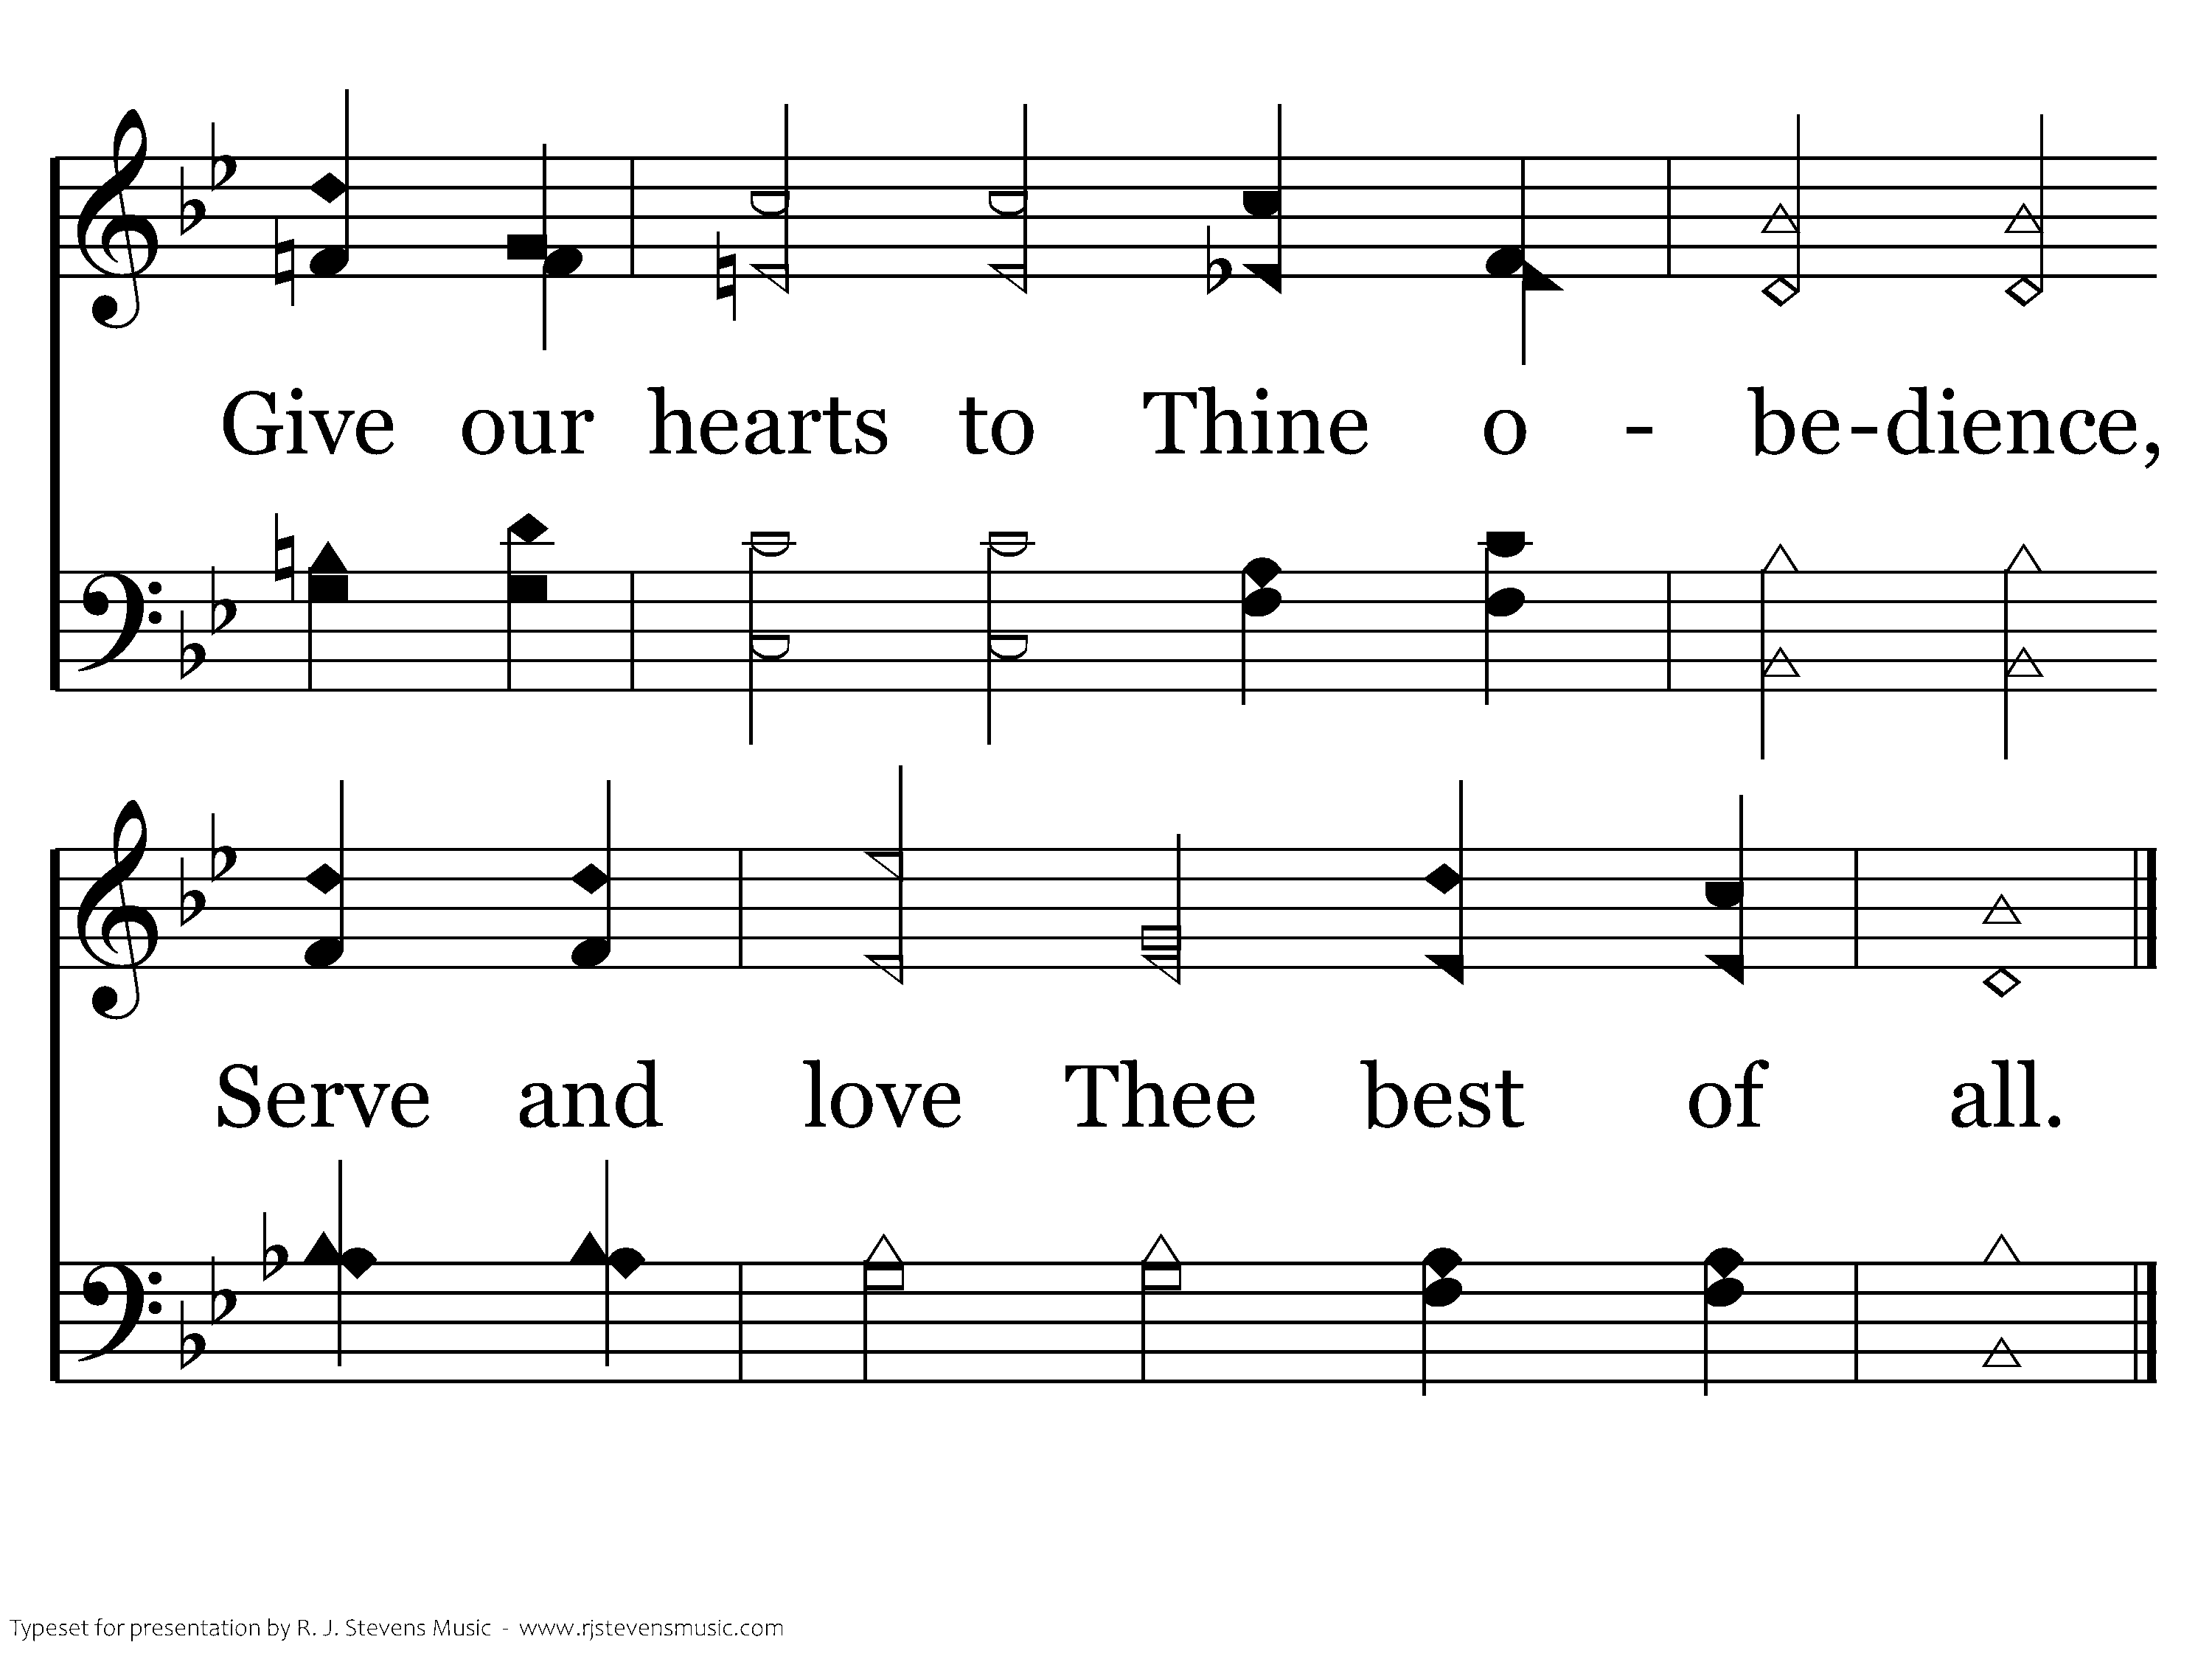 Give our hearts to Thine o - be-dience,
Serve and love Thee best of all.
Typeset for presentation by R. J. Stevens Music - www.rjstevensmusic.com